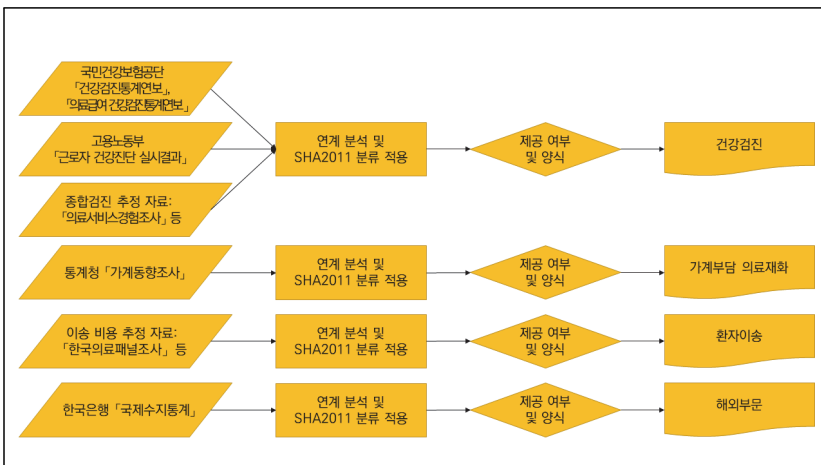 국민건강보험공단
「건강검진통계연보」,
「의료급여 건강검진통계연보」
고용노동부
「근로자 건강진단 실시결과」
종합검진 추정 자료:
「의료서비스경험조사」 등
연계 분석 및
SHA2011 분류 적용
제공 여부
및 양식
건강검진
통계청 「가계동향조사」
연계 분석 및
SHA2011 분류 적용
제공 여부
및 양식
가계부담 의료재화
이송 비용 추정 자료:
「한국의료패널조사」 등
연계 분석 및
SHA2011 분류 적용
제공 여부
및 양식
환자이송
한국은행 「국제수지통계」
연계 분석 및
SHA2011 분류 적용
제공 여부
및 양식
해외부문